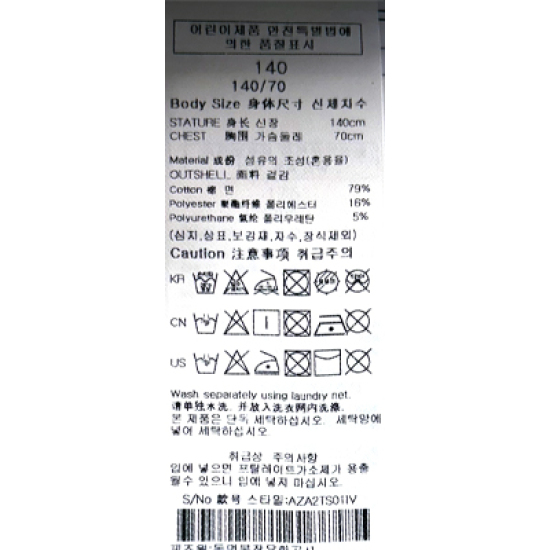 어린이제품 안전특별법에
의한 품질표시
140
140/70
Body Size 身体尺寸 신체치수
STATURE 身长 신장 140cm
CHEST 胸围 가슴둘레 70cm
Material 成份 섬유의 조성(혼용율)
OUTSHELL 面料 겉감
Cotton 棉 면 79%
Polyester 聚酯纤维 폴리에스터 16%
Polyurethane 氨纶 폴리우레탄 5%
(심지,상표,보강재,자수,장식제외)
Caution 注意事项 취급주의
KR
CN
US
Wash separately using laundry net.
请单独水洗, 并放入洗衣网内洗涤.
본 제품은 단독 세탁하십시오. 세탁망에
넣어 세탁하십시오.
취급상 주의사항
입에 넣으면 프탈레이트가소제가 용출
될수 있으니 입에 넣지 마십시오
S/No 款号 스타일:AZA2TS01IV